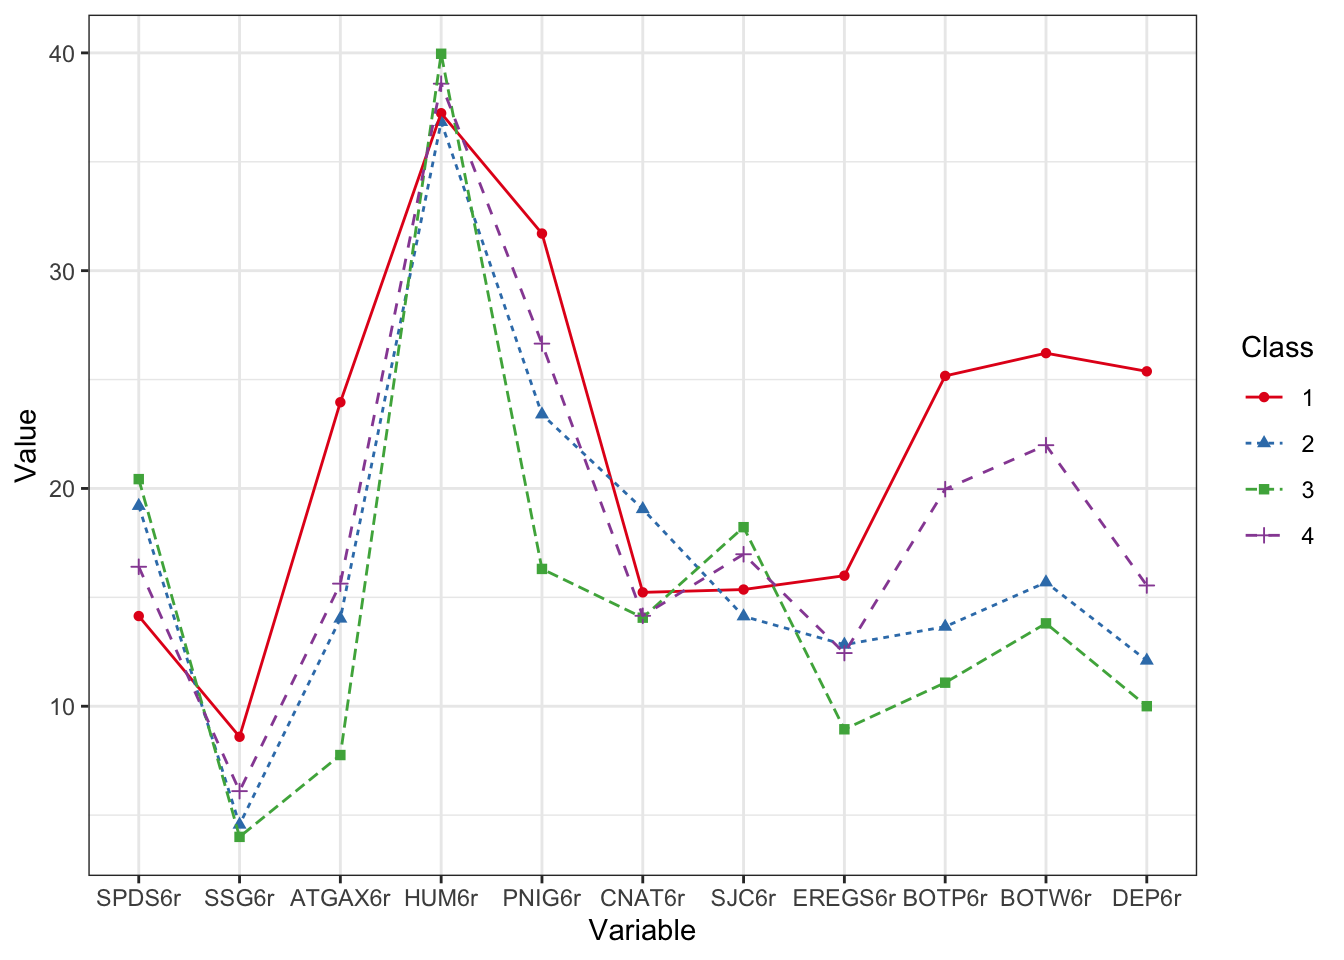 40
30
20
10
Value
SPDS6r SSG6r ATGAX6r HUM6r PNIG6r CNAT6r SJC6r EREGS6r BOTP6r BOTW6r DEP6r
Variable
Class
1
2
3
4